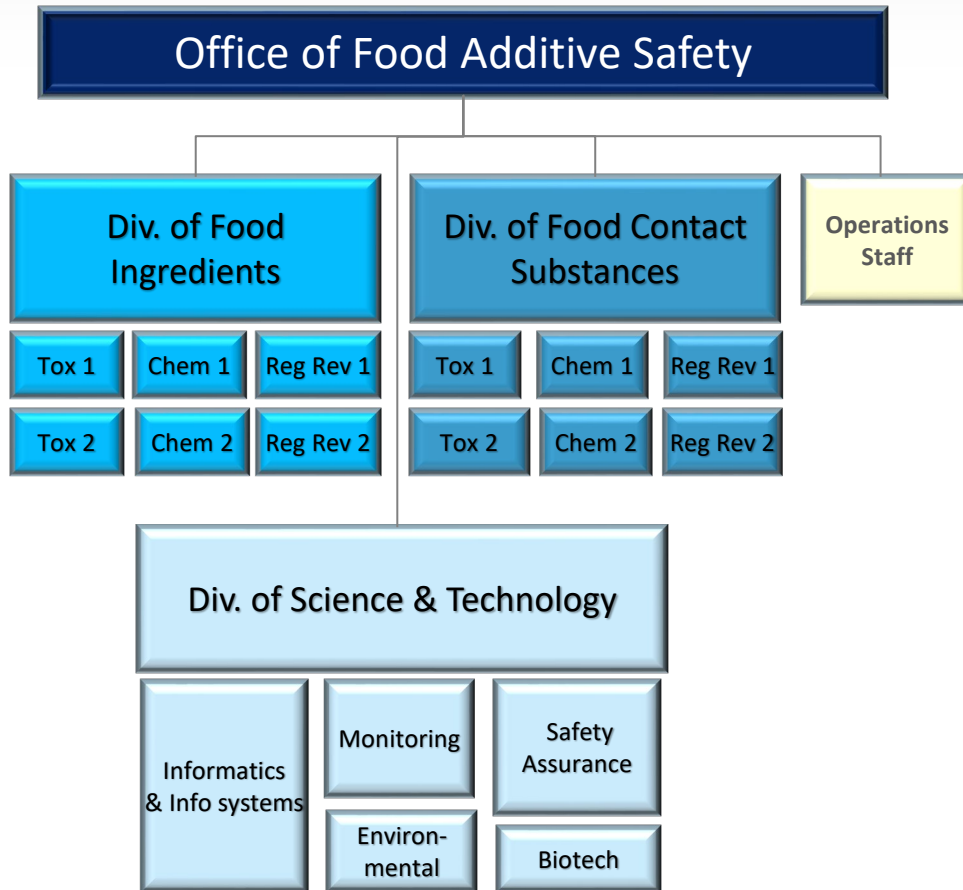 Office of Food Additive Safety
Div. of Food
Ingredients
Div. of Food Contact
Substances
Operations
Staff
Tox 1
Chem 1
Reg Rev 1
Tox 1
Chem 1
Reg Rev 1
Tox 2
Chem 2
Reg Rev 2
Tox 2
Chem 2
Reg Rev 2
Div. of Science & Technology
Informatics
& Info systems
Monitoring
Safety
Assurance
Environ-
mental
Biotech